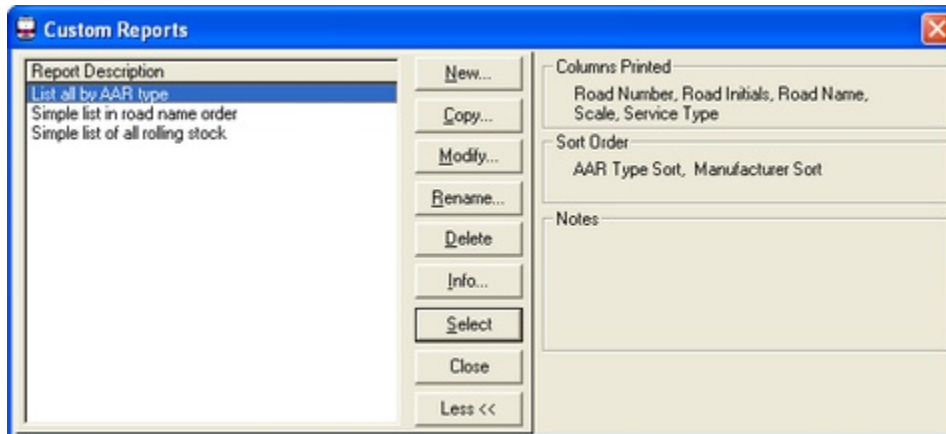 Custom Reports
Report Description
List all by AAR type
Simple list in road name order
Simple list of all rolling stock
New...
Copy...
Modify...
Rename...
Delete
Info...
Select
Close
Less <<
Columns Printed
Road Number, Road Initials, Road Name,
Scale, Service Type
Sort Order
AAR Type Sort, Manufacturer Sort
Notes